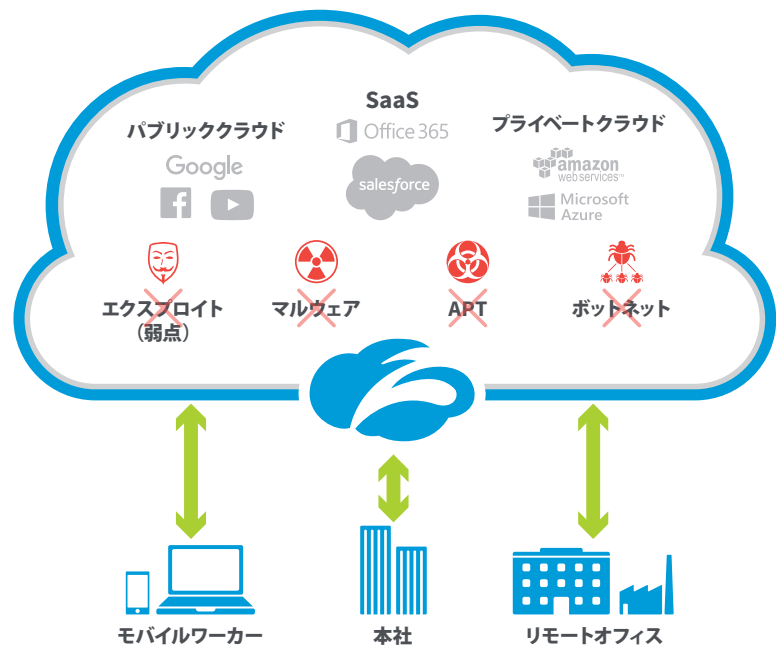 SaaS
パブリッククラウド
Office 365
プライベートクラウド
Google
salesforce
amazon
web services™
Microsoft
Azure
エクスプロイト
(弱点)
マルウェア
APT
ボットネット
モバイルワーカー
本社
リモートオフィス